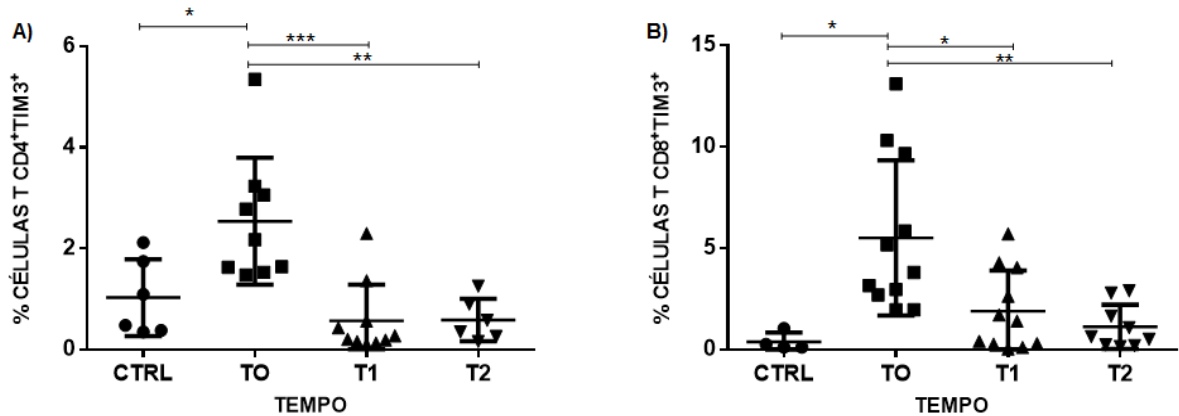 A)
% CÉLULAS T CD4+TIM3+
6
4
2
0
*
***
**
CTRL TO T1 T2
TEMPO
B)
% CÉLULAS T CD8+TIM3+
15
10
5
0
*
*
**
CTRL TO T1 T2
TEMPO